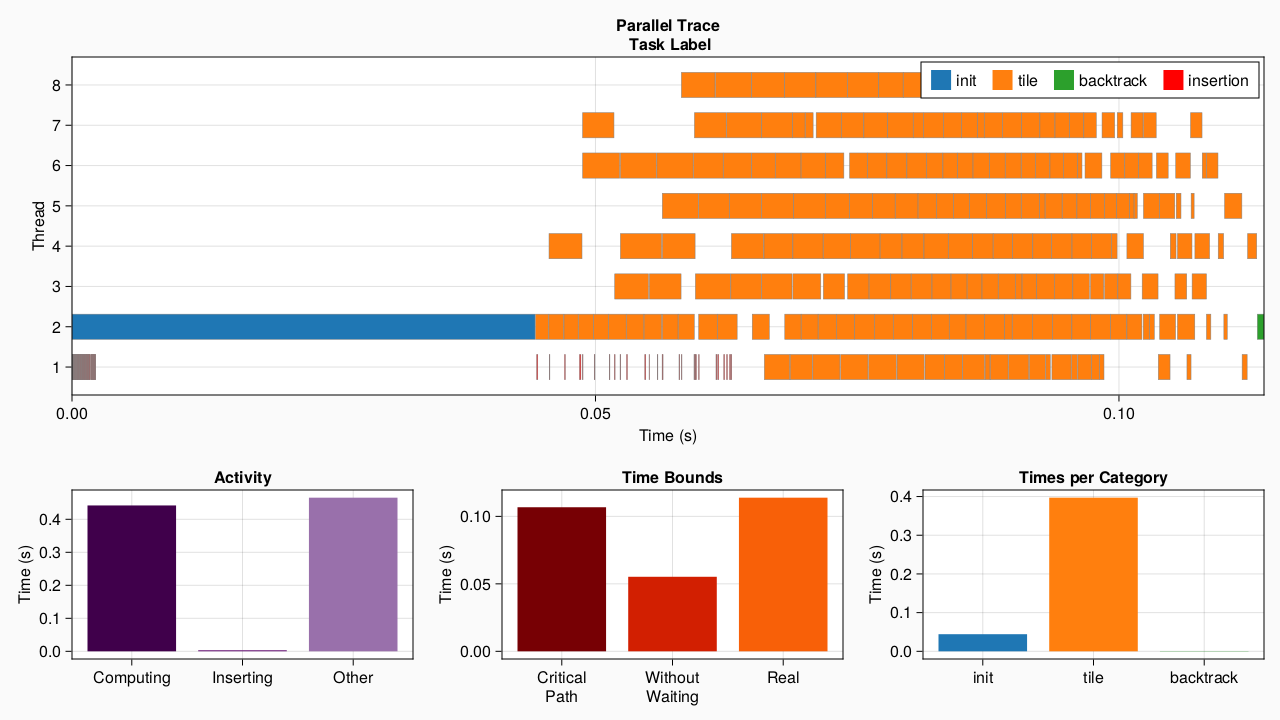 Parallel Trace
Task Label
init
tile
backtrack
insertion
Thread
8
7
6
5
4
3
2
1
0.00
0.05
0.10
Time (s)
Activity
Time (s)
0.4
0.3
0.2
0.1
0.0
Computing
Inserting
Other
Time Bounds
Time (s)
0.10
0.05
0.00
Critical
Path
Without
Waiting
Real
Times per Category
Time (s)
0.4
0.3
0.2
0.1
0.0
init
tile
backtrack